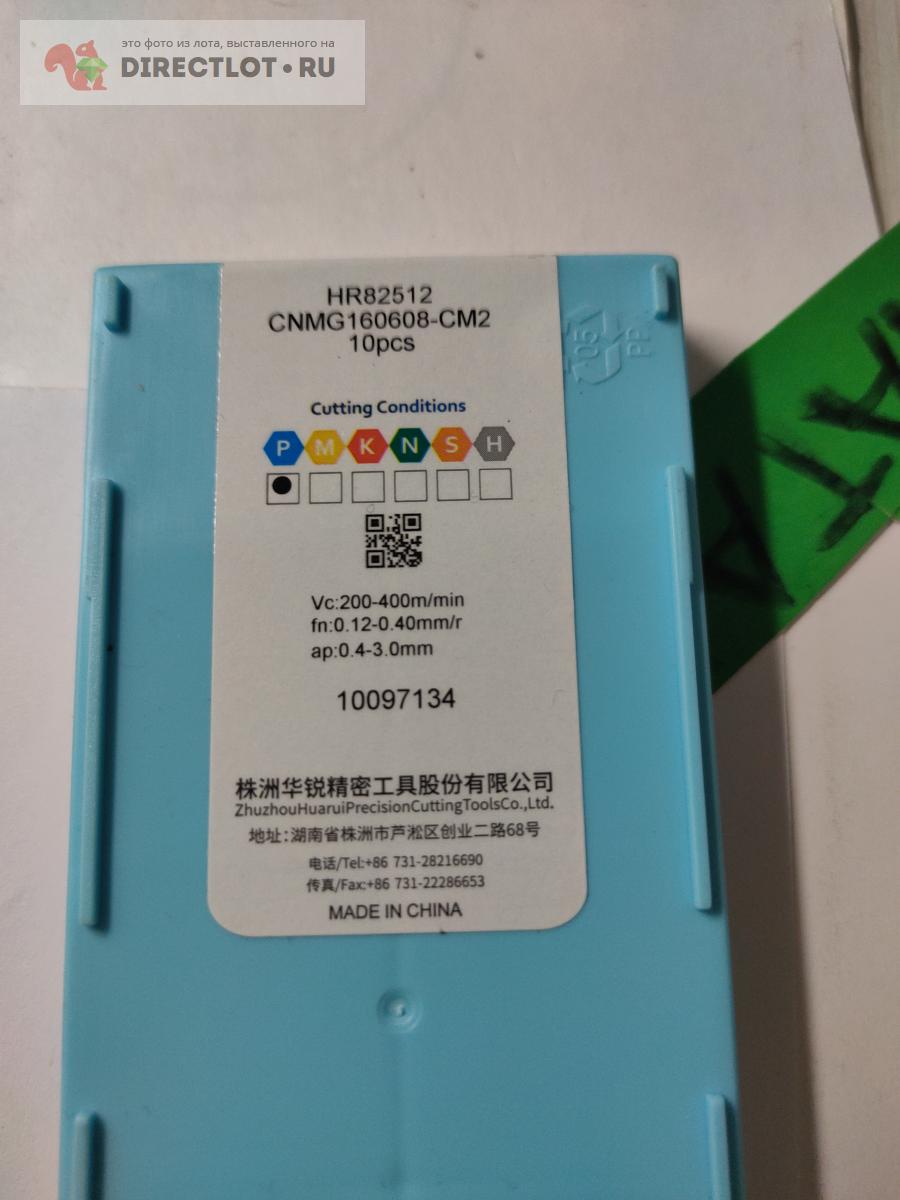 это фото из лота, выставленного на
DIRECTLOT•RU
HR82512
CNMG160608-CM2
10pcs
05
PP
Cutting Conditions
P M K N S H
Vc:200-400m/min
fn:0.12-0.40mm/r
ap:0.4-3.0mm
10097134
株洲华锐精密工具股份有限公司
ZhuzhouHuaruiPrecisionCuttingToolsCo.,Ltd.
地址:湖南省株洲市芦淞区创业二路68号
电话/Tel:+86 731-28216690
传真/Fax:+86 731-22286653
MADE IN CHINA